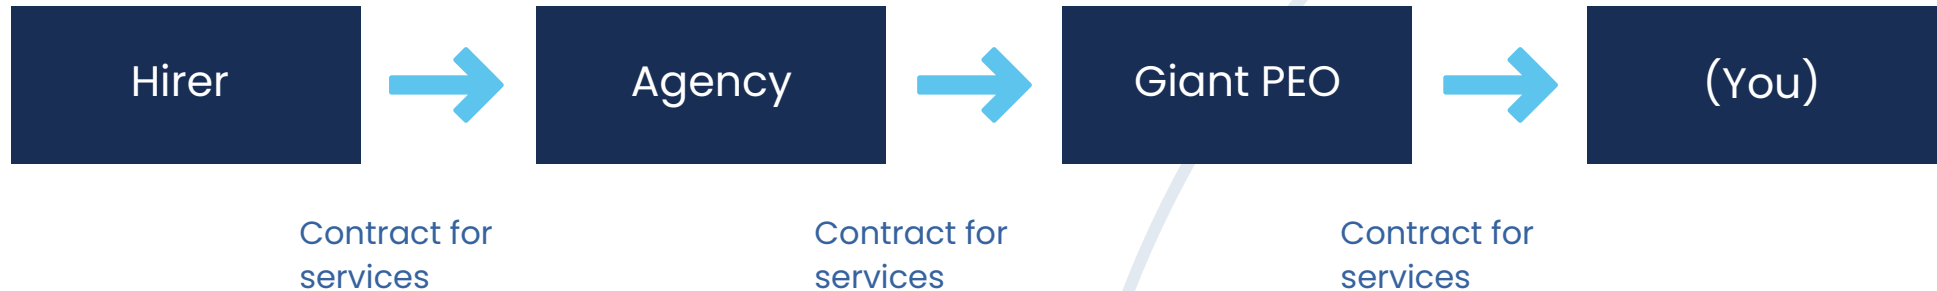 Hirer
Agency
Giant PEO
(You)
Contract for
services
Contract for
services
Contract for
services